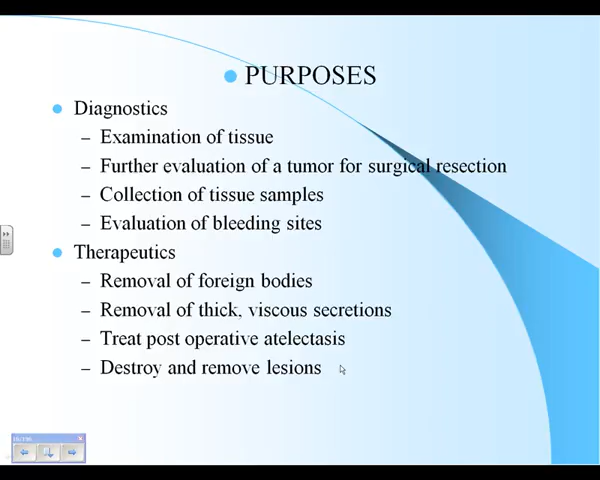 PURPOSES
Diagnostics
– Examination of tissue
– Further evaluation of a tumor for surgical resection
– Collection of tissue samples
– Evaluation of bleeding sites
Therapeutics
– Removal of foreign bodies
– Removal of thick, viscous secretions
– Treat post operative atelectasis
– Destroy and remove lesions